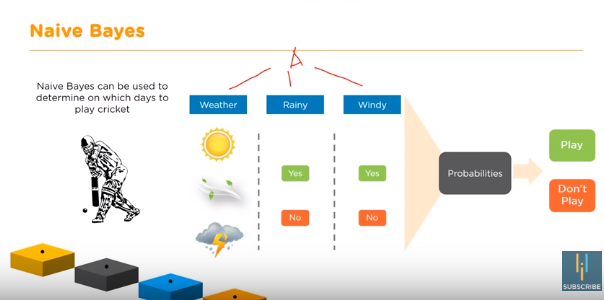 Naive Bayes
A
Naive Bayes can be used to
determine on which days to
play cricket
Weather
Rainy
Windy
Yes
Yes
No
No
Probabilities
Play
Don't
Play
SUBSCRIBE